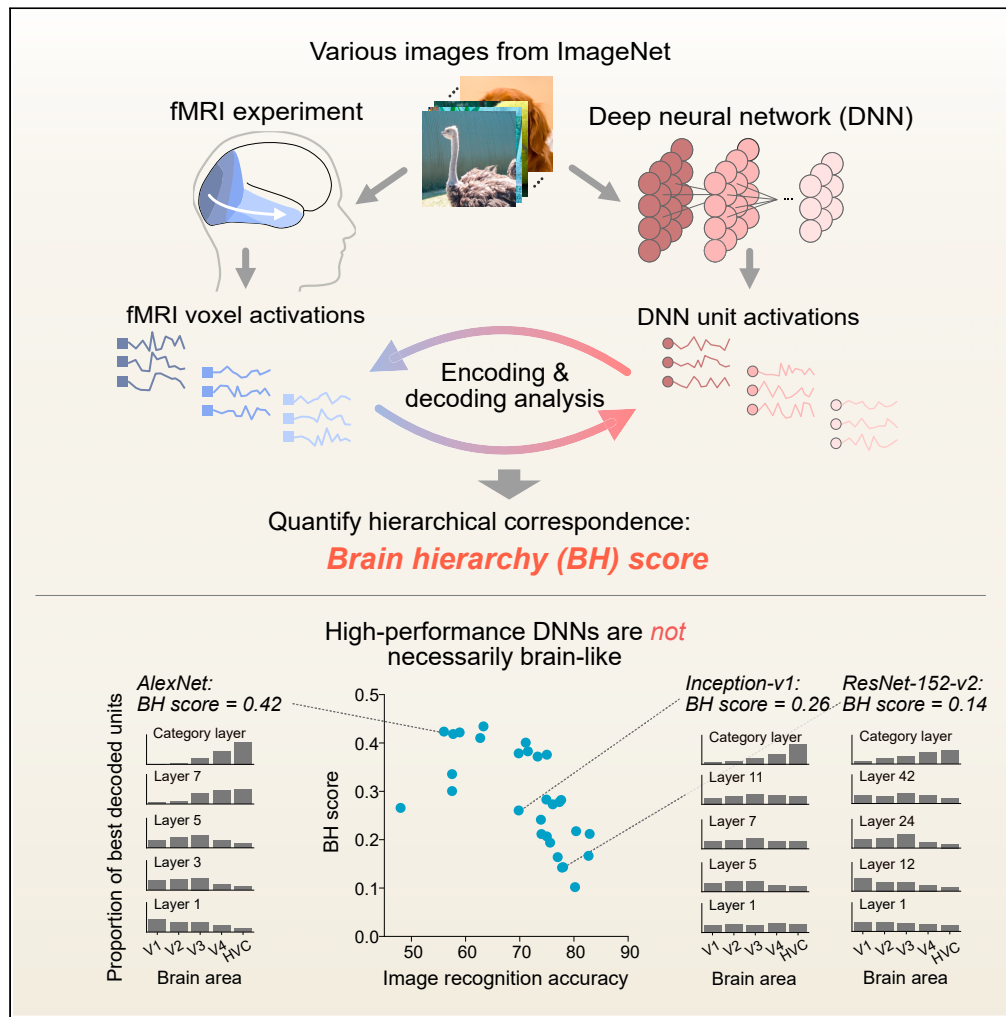 Various images from ImageNet
fMRI experiment
Deep neural network (DNN)
...
fMRI voxel activations
DNN unit activations
Encoding &
decoding analysis
Quantify hierarchical correspondence:
Brain hierarchy (BH) score
High-performance DNNs are not
necessarily brain-like
AlexNet:
BH score = 0.42
Proportion of best decoded units
Category layer
Layer 7
Layer 5
Layer 3
Layer 1
V1 V2 V3 V4 HVC
Brain area
BH score
0.5
0.4
0.3
0.2
0.1
0.0
50 60 70 80 90
Image recognition accuracy
Inception-v1:
BH score = 0.26
Category layer
Layer 11
Layer 7
Layer 5
Layer 1
V1 V2 V3 V4 HVC
Brain area
ResNet-152-v2:
BH score = 0.14
Category layer
Layer 42
Layer 24
Layer 12
Layer 1
V1 V2 V3 V4 HVC
Brain area